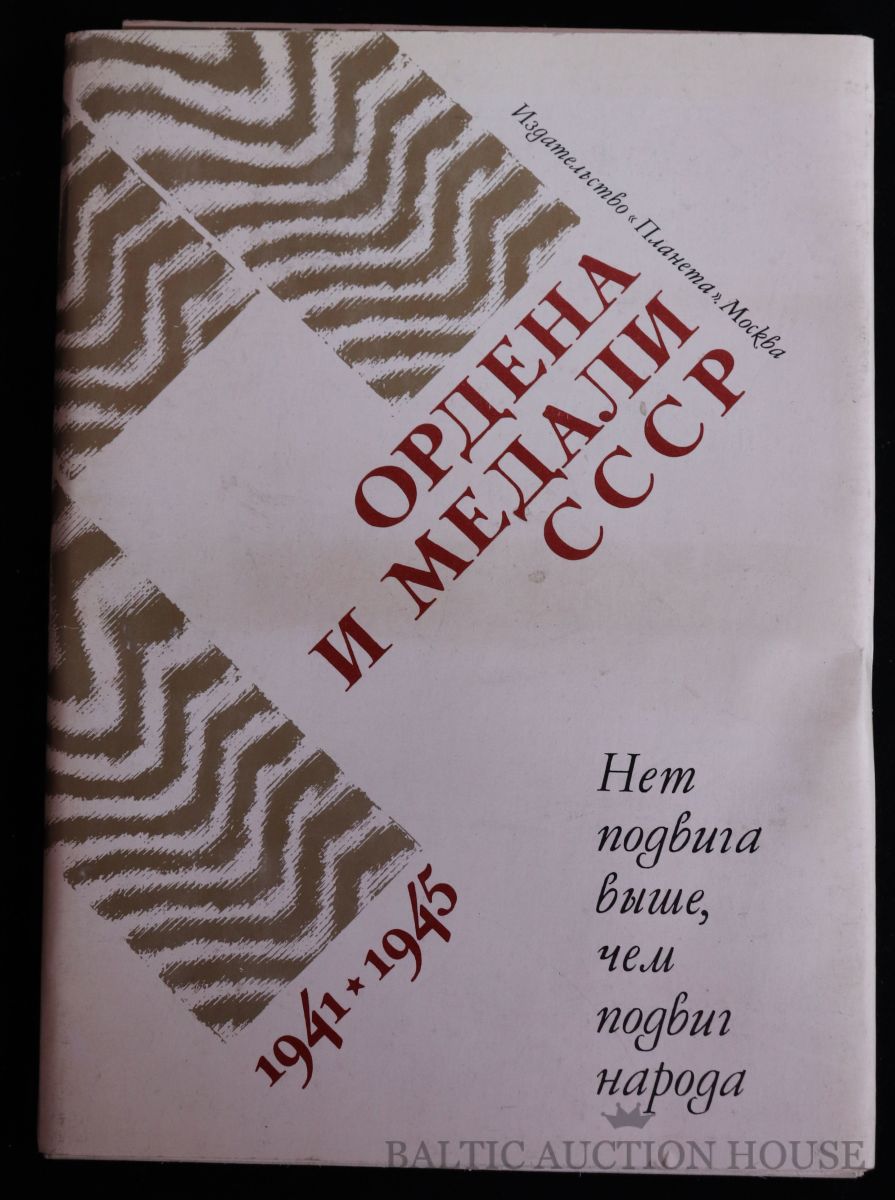 Издательство «Планета». Москва
ОРДЕНА
И МЕДАЛИ
СССР
1941★1945
Нет
подвига
выше,
чем
подвиг
народа
BALTIC AUCTION HOUSE